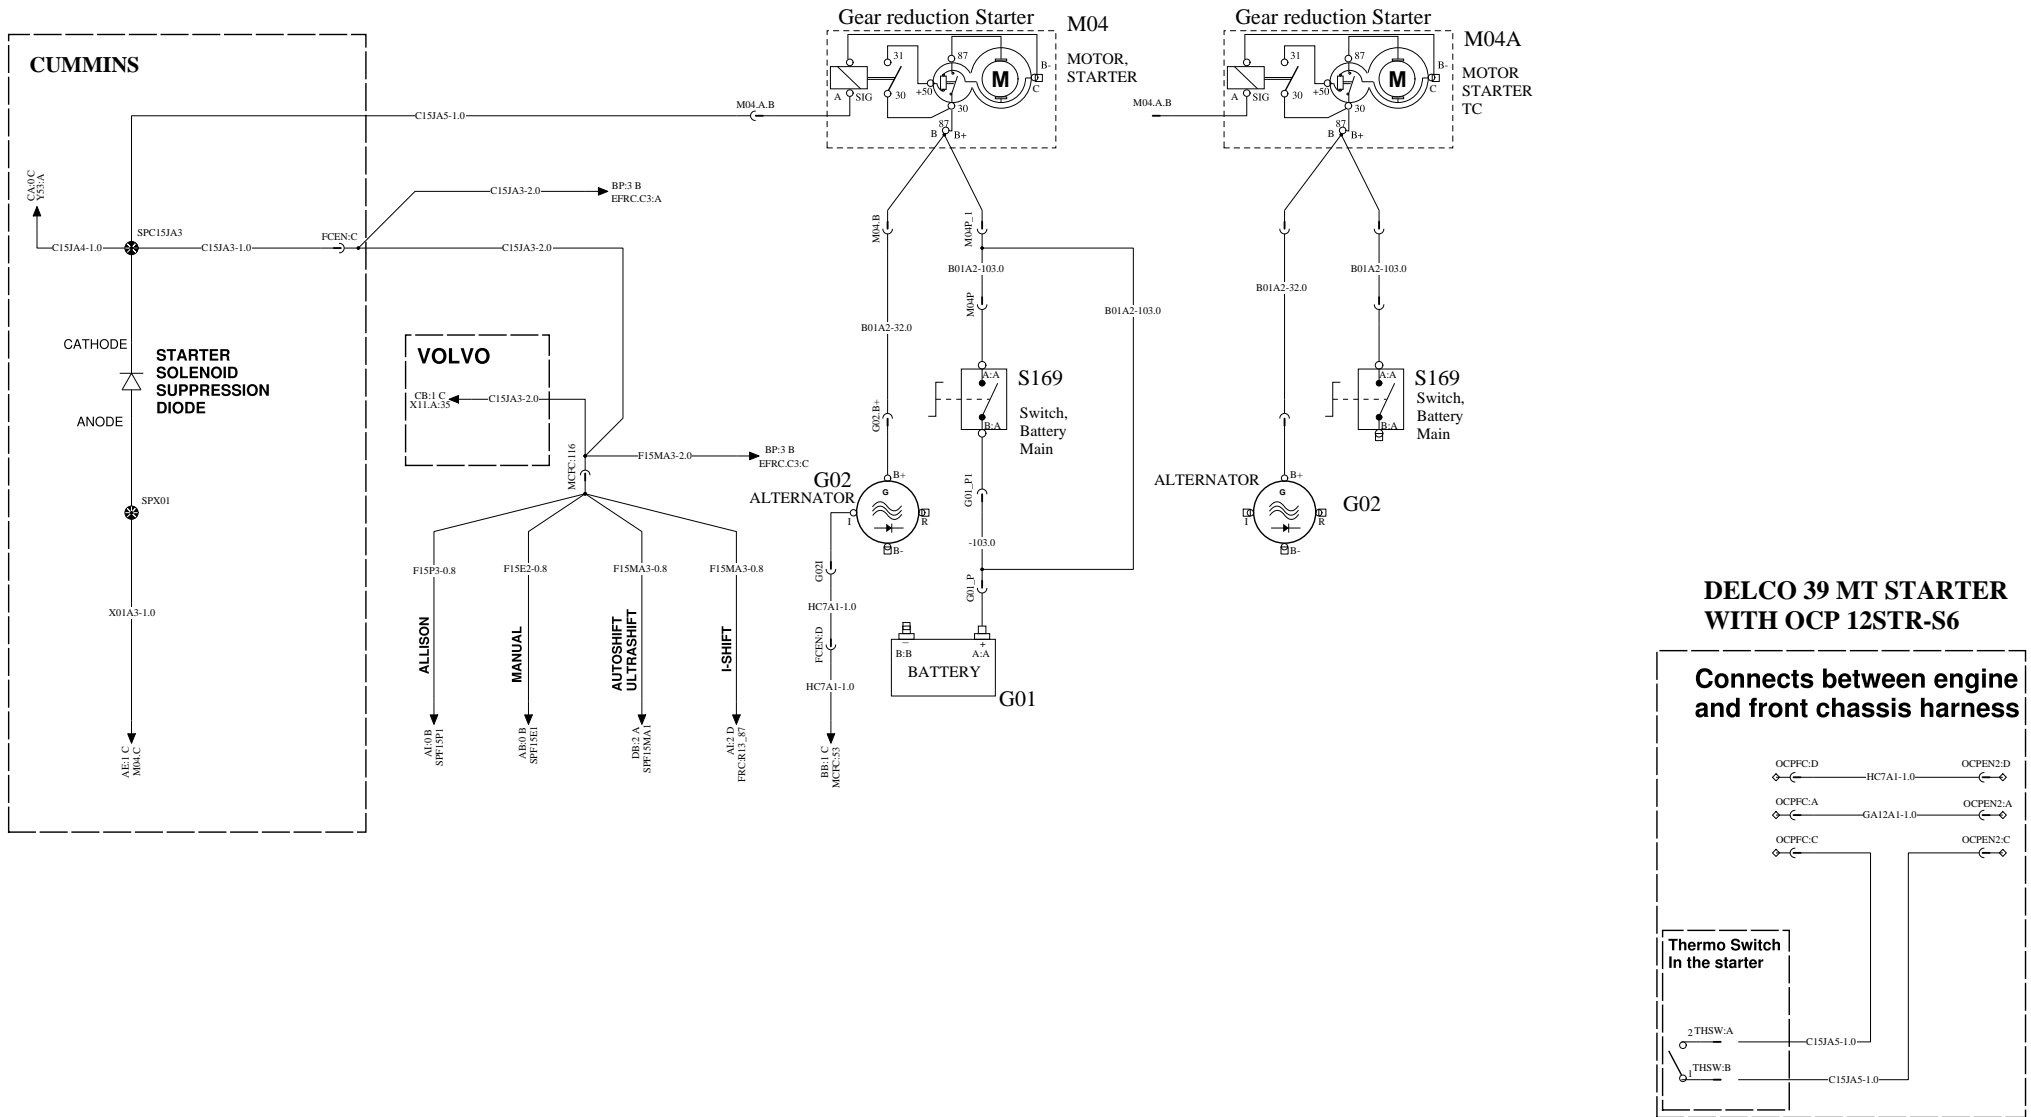 CUMMINS
C15JA5-1.0
M04.A.B
CA:0 C
Y53:A
SPC15JA3
C15JA4-1.0
C15JA3-1.0
FCEN:C
C15JA3-2.0
BP:3 B
EFRC.C3:A
C15JA3-2.0
CATHODE
STARTER
SOLENOID
SUPPRESSION
DIODE
ANODE
SPX01
X01A3-1.0
AE:1 C
M04.C
VOLVO
CB:1 C
X11.A:35
C15JA3-2.0
MCFC:116
F15MA3-2.0
BP:3 B
EFRC.C3:C
F15P3-0.8
F15E2-0.8
F15MA3-0.8
F15MA3-0.8
ALLISON
MANUAL
AUTOSHIFT
ULTRASHIFT
I-SHIFT
AI:0 B
SPF15P1
AB:0 B
SPF15E1
DB:2 A
SPF15MA1
AI:2 D
FRC:R13_87
Gear reduction Starter
M04
MOTOR,
STARTER
31
87
M
B-
C
A
SIG
30
+50
30
87
B
B+
M04.B
M04P_1
B01A2-103.0
M04P
B01A2-32.0
B01A2-103.0
A:A
S169
Switch,
Battery
Main
B:A
G02.B+
G01_P1
G02
ALTERNATOR
B+
G
I
R
B-
-103.0
G02I
G01_P
HC7A1-1.0
FCEN:D
HC7A1-1.0
BB:1 C
MCFC:53
–
+
B:B
A:A
BATTERY
G01
Gear reduction Starter
M04A
MOTOR
STARTER
TC
M04.A.B
31
87
M
B-
C
A
SIG
30
+50
30
87
B
B+
B01A2-103.0
B01A2-32.0
A:A
S169
Switch,
Battery
Main
B:A
ALTERNATOR
B+
G
G02
I
R
B-
DELCO 39 MT STARTER
WITH OCP 12STR-S6
Connects between engine
and front chassis harness
OCPFC:D
HC7A1-1.0
OCPEN2:D
OCPFC:A
GA12A1-1.0
OCPEN2:A
OCPFC:C
OCPEN2:C
Thermo Switch
In the starter
2
THSW:A
C15JA5-1.0
1
THSW:B
C15JA5-1.0